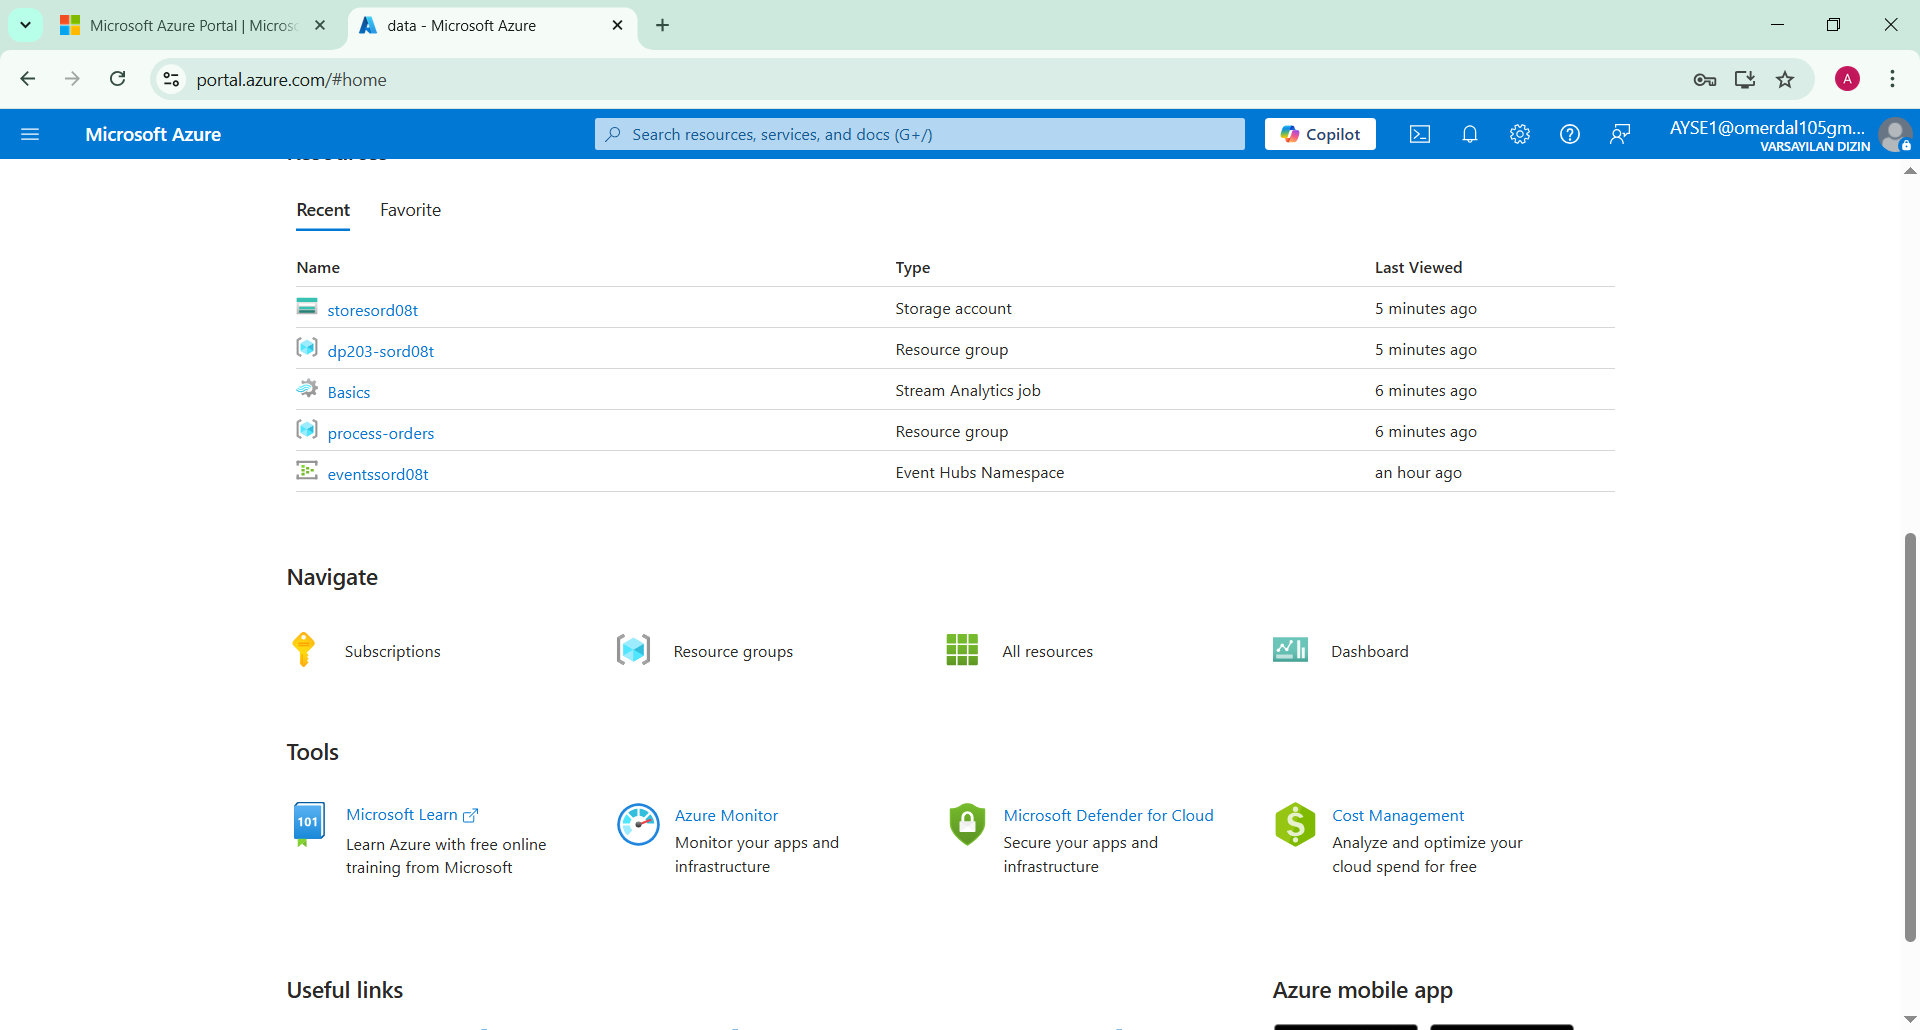 Microsoft Azure Portal | Micros
data - Microsoft Azure
portal.azure.com/#home
A
Microsoft Azure
Search resources, services, and docs (G+/)
Copilot
AYSE1@omerdal105gm...
VARSAYILAN DIZIN
Resources
Recent
Favorite
Name
Type
Last Viewed
storesord08t
Storage account
5 minutes ago
dp203-sord08t
Resource group
5 minutes ago
Basics
Stream Analytics job
6 minutes ago
process-orders
Resource group
6 minutes ago
eventssord08t
Event Hubs Namespace
an hour ago
Navigate
Subscriptions
Resource groups
All resources
Dashboard
Tools
101
Microsoft Learn
Learn Azure with free online
training from Microsoft
Azure Monitor
Monitor your apps and
infrastructure
Microsoft Defender for Cloud
Secure your apps and
infrastructure
$
Cost Management
Analyze and optimize your
cloud spend for free
Useful links
Azure mobile app